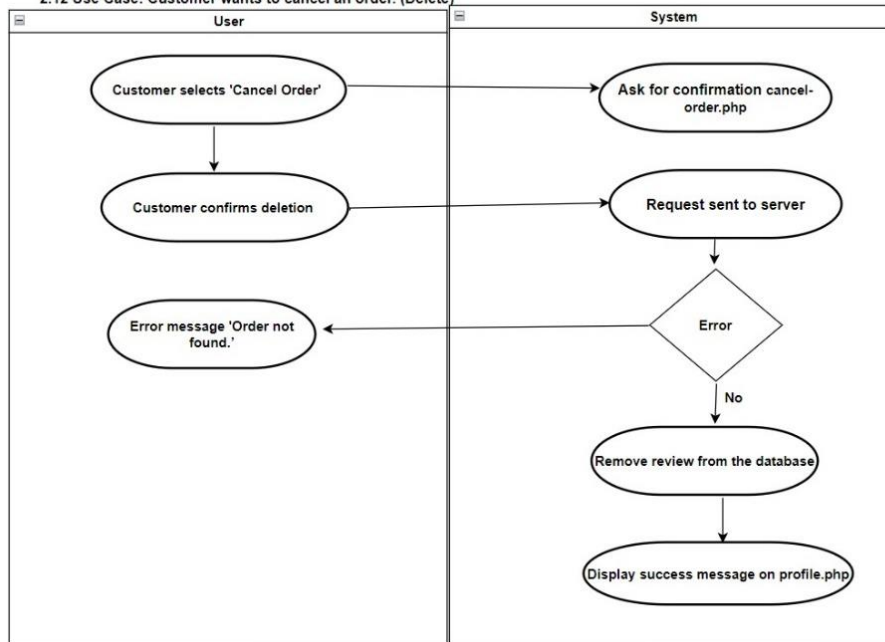 2.12 Use Case: Customer wants to cancel an order. (Delete)
User
System
Customer selects 'Cancel Order'
Ask for confirmation cancel-
order.php
Customer confirms deletion
Request sent to server
Error message 'Order not
found.'
Error
No
Remove review from the database
Display success message on profile.php